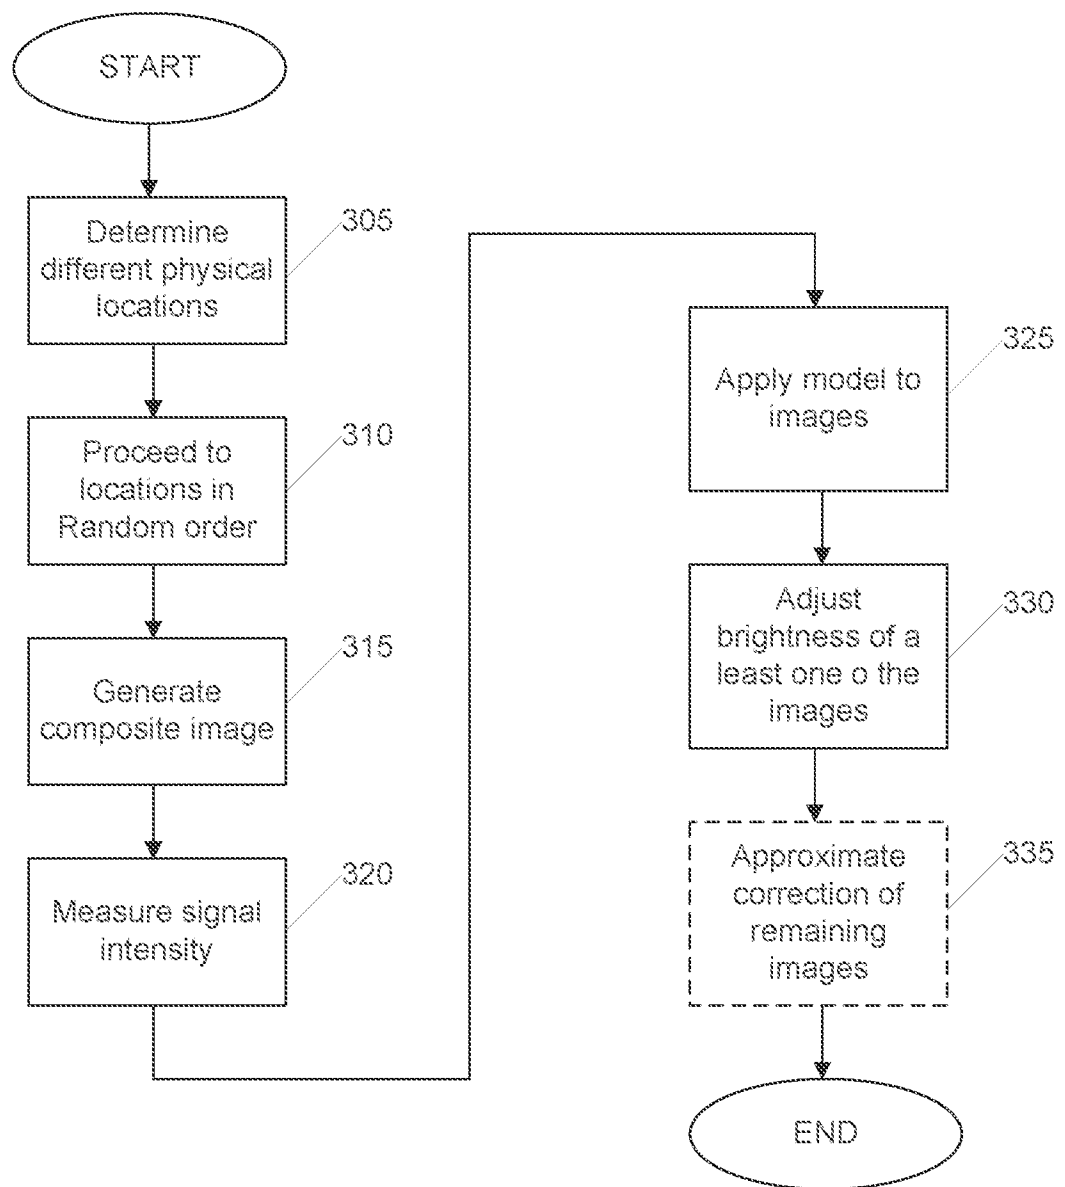 START
Determine
different physical
locations
305
Proceed to
locations in
Random order
310
Generate
composite image
315
Measure signal
intensity
320
Apply model to
images
325
Adjust
brightness of a
least one o the
images
330
Approximate
correction of
remaining
images
335
END